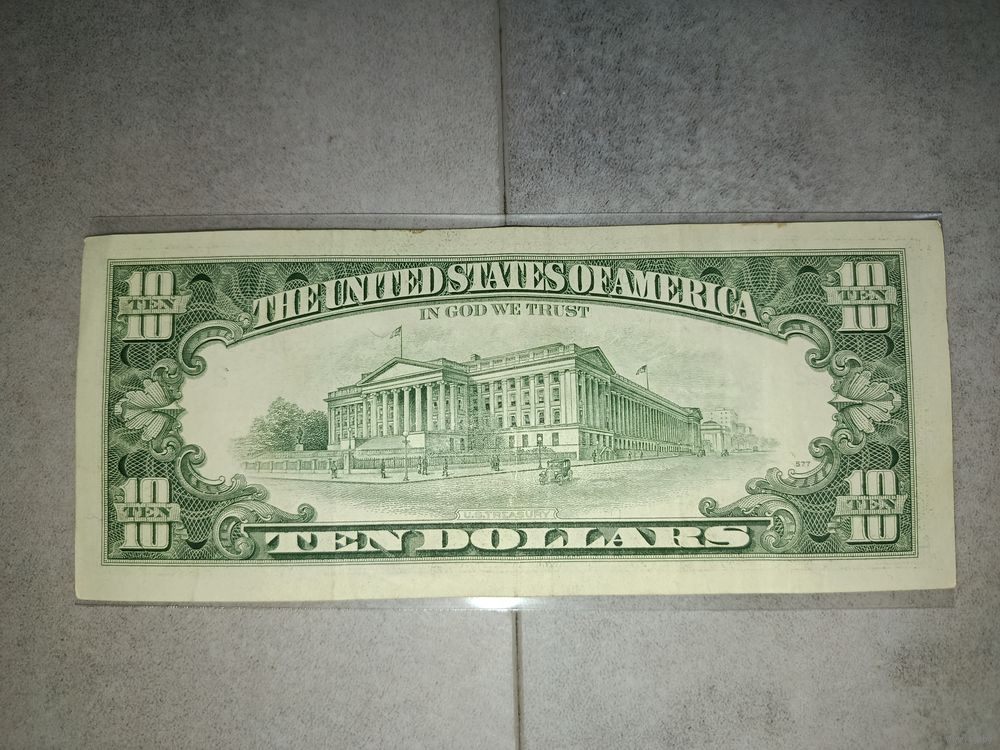 10 TEN 10
THE UNITED STATES OF AMERICA
10 TEN 10
IN GOD WE TRUST
577
10 TEN 10
U.S. TREASURY
10 TEN 10
TEN DOLLARS